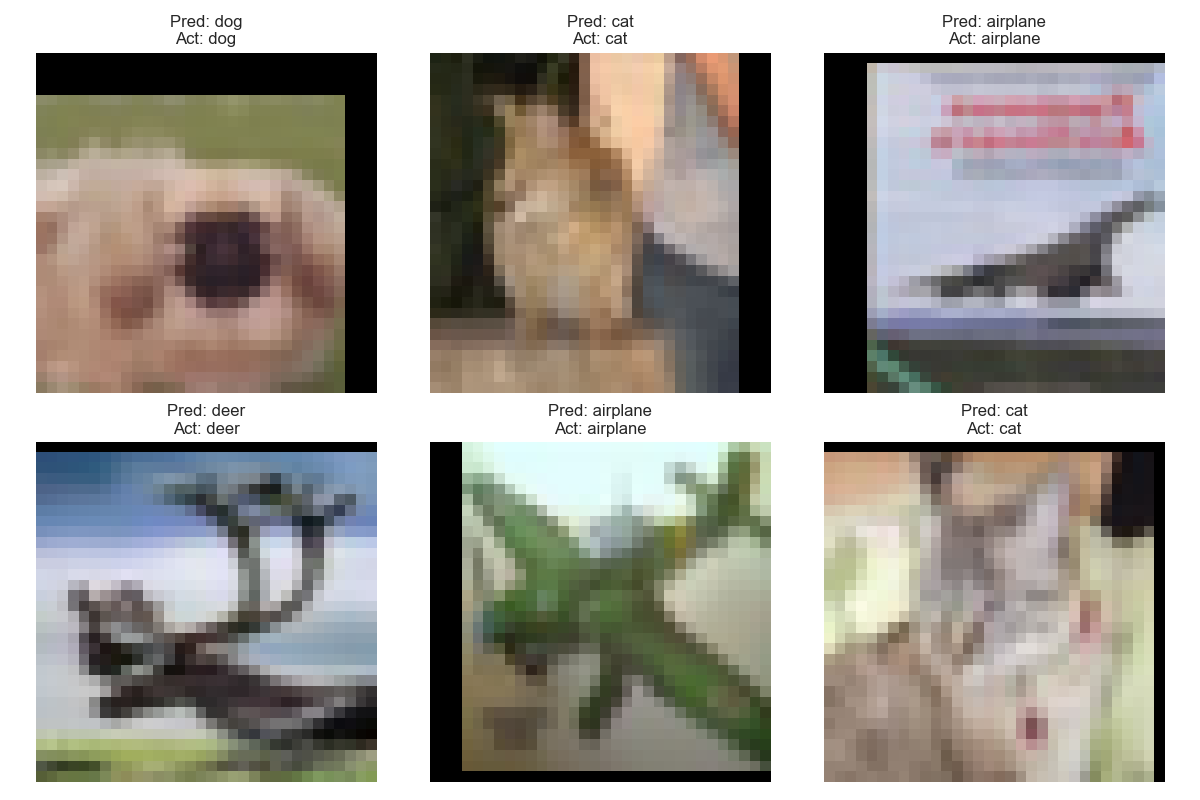 Pred: dog
Act: dog
Pred: cat
Act: cat
Pred: airplane
Act: airplane
Pred: deer
Act: deer
Pred: airplane
Act: airplane
Pred: cat
Act: cat